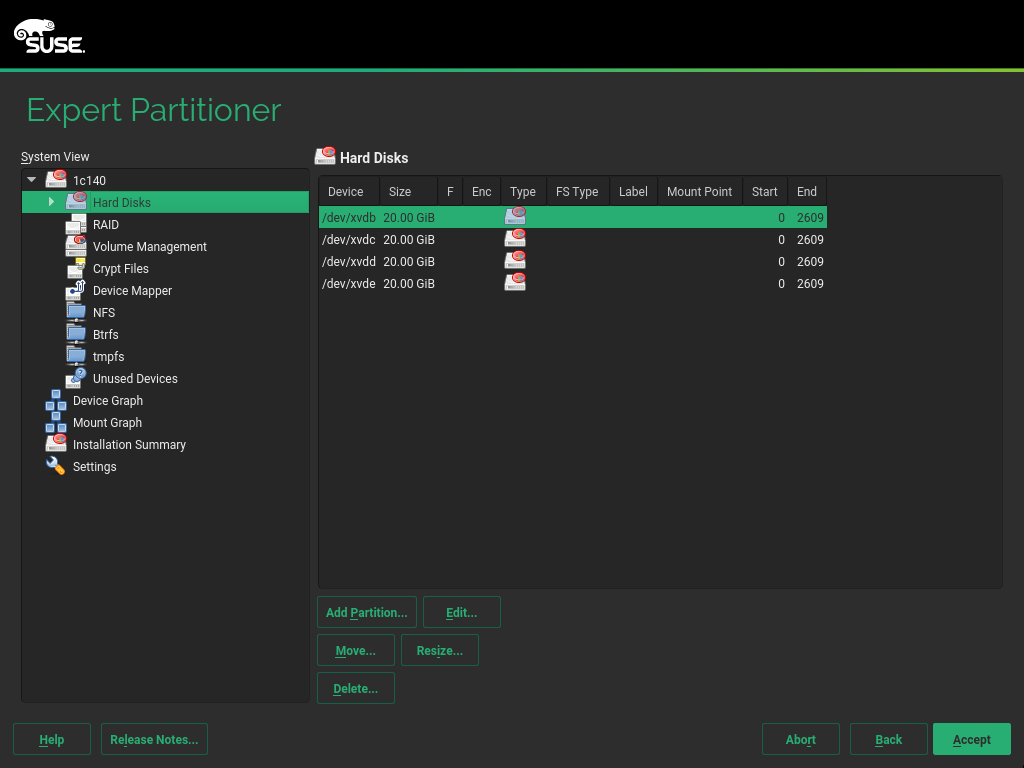 SUSE
Expert Partitioner
System View
1c140
Hard Disks
RAID
Volume Management
Crypt Files
Device Mapper
NFS
Btrfs
tmpfs
Unused Devices
Device Graph
Mount Graph
Installation Summary
Settings
Hard Disks
Device Size F Enc Type FS Type Label Mount Point Start End
/dev/xvdb 20.00 GiB 0 2609
/dev/xvdc 20.00 GiB 0 2609
/dev/xvdd 20.00 GiB 0 2609
/dev/xvde 20.00 GiB 0 2609
Add Partition... Edit...
Move... Resize...
Delete...
Help Release Notes... Abort Back Accept